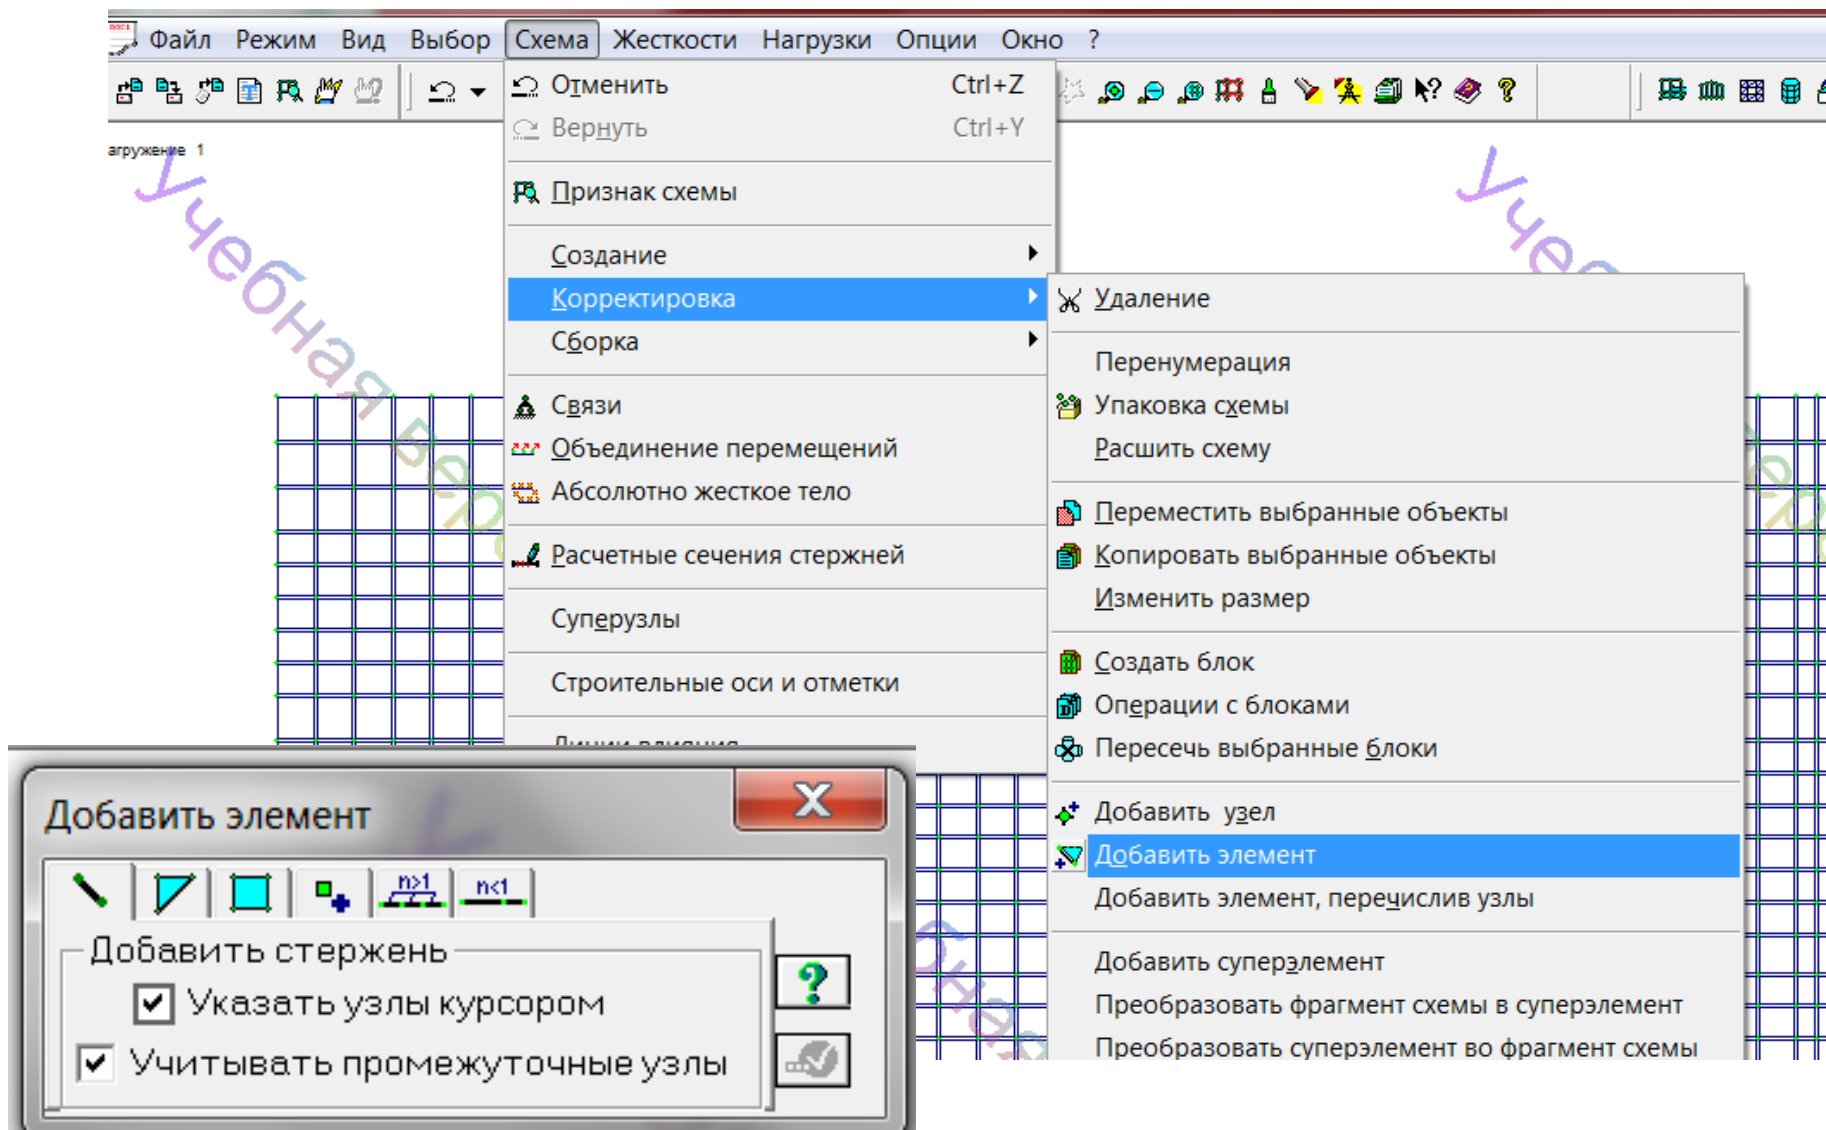 Файл Режим Вид Выбор Схема Жесткости Нагрузки Опции Окно ?
агружение 1
Отменить Ctrl+Z
Вернуть Ctrl+Y
Признак схемы
Создание
Корректировка
Сборка
Связи
Объединение перемещений
Абсолютно жесткое тело
Расчетные сечения стержней
Суперузлы
Строительные оси и отметки
Линии влияния
Удаление
Перенумерация
Упаковка схемы
Расшить схему
Переместить выбранные объекты
Копировать выбранные объекты
Изменить размер
Создать блок
Операции с блоками
Пересечь выбранные блоки
Добавить узел
Добавить элемент
Добавить элемент, перечислив узлы
Добавить суперэлемент
Преобразовать фрагмент схемы в суперэлемент
Преобразовать суперэлемент во фрагмент схемы
Добавить элемент
n>1 n<1
Добавить стержень
Указать узлы курсором
Учитывать промежуточные узлы
Учебная вер
Уче